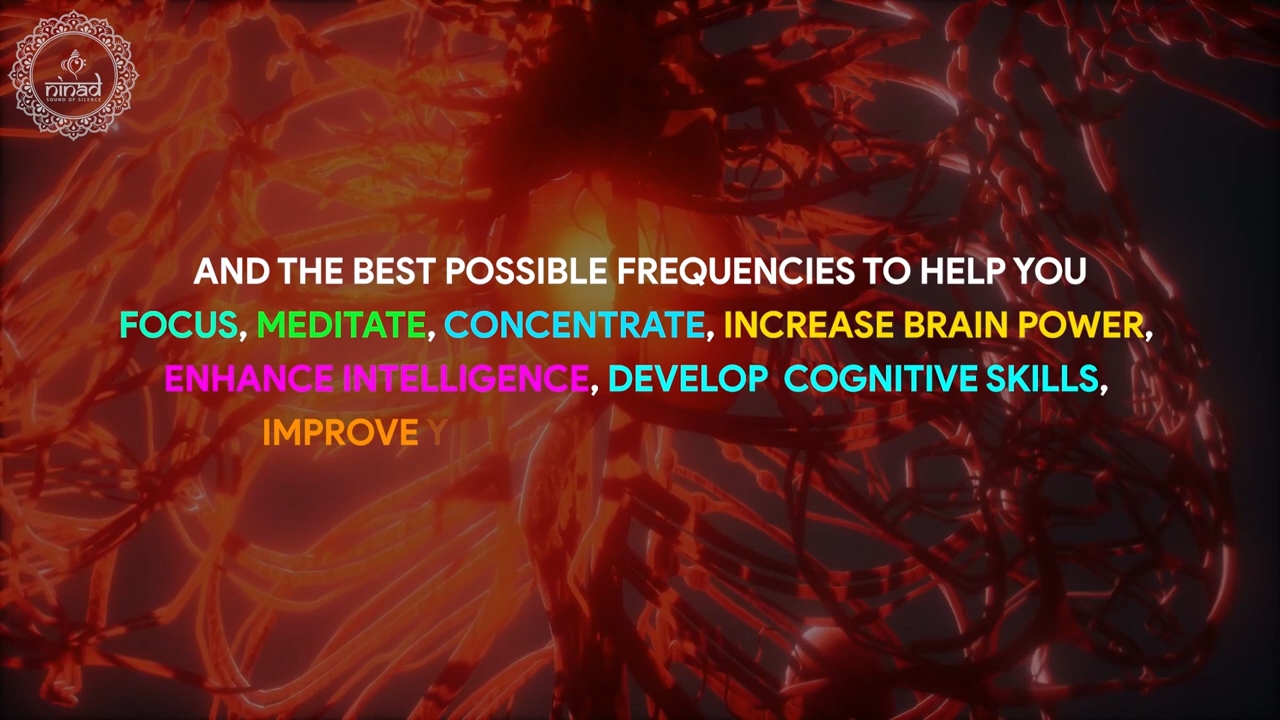 ninad
SOUND OF SILENCE
AND THE BEST POSSIBLE FREQUENCIES TO HELP YOU
FOCUS, MEDITATE, CONCENTRATE, INCREASE BRAIN POWER,
ENHANCE INTELLIGENCE, DEVELOP COGNITIVE SKILLS,
IMPROVE Y